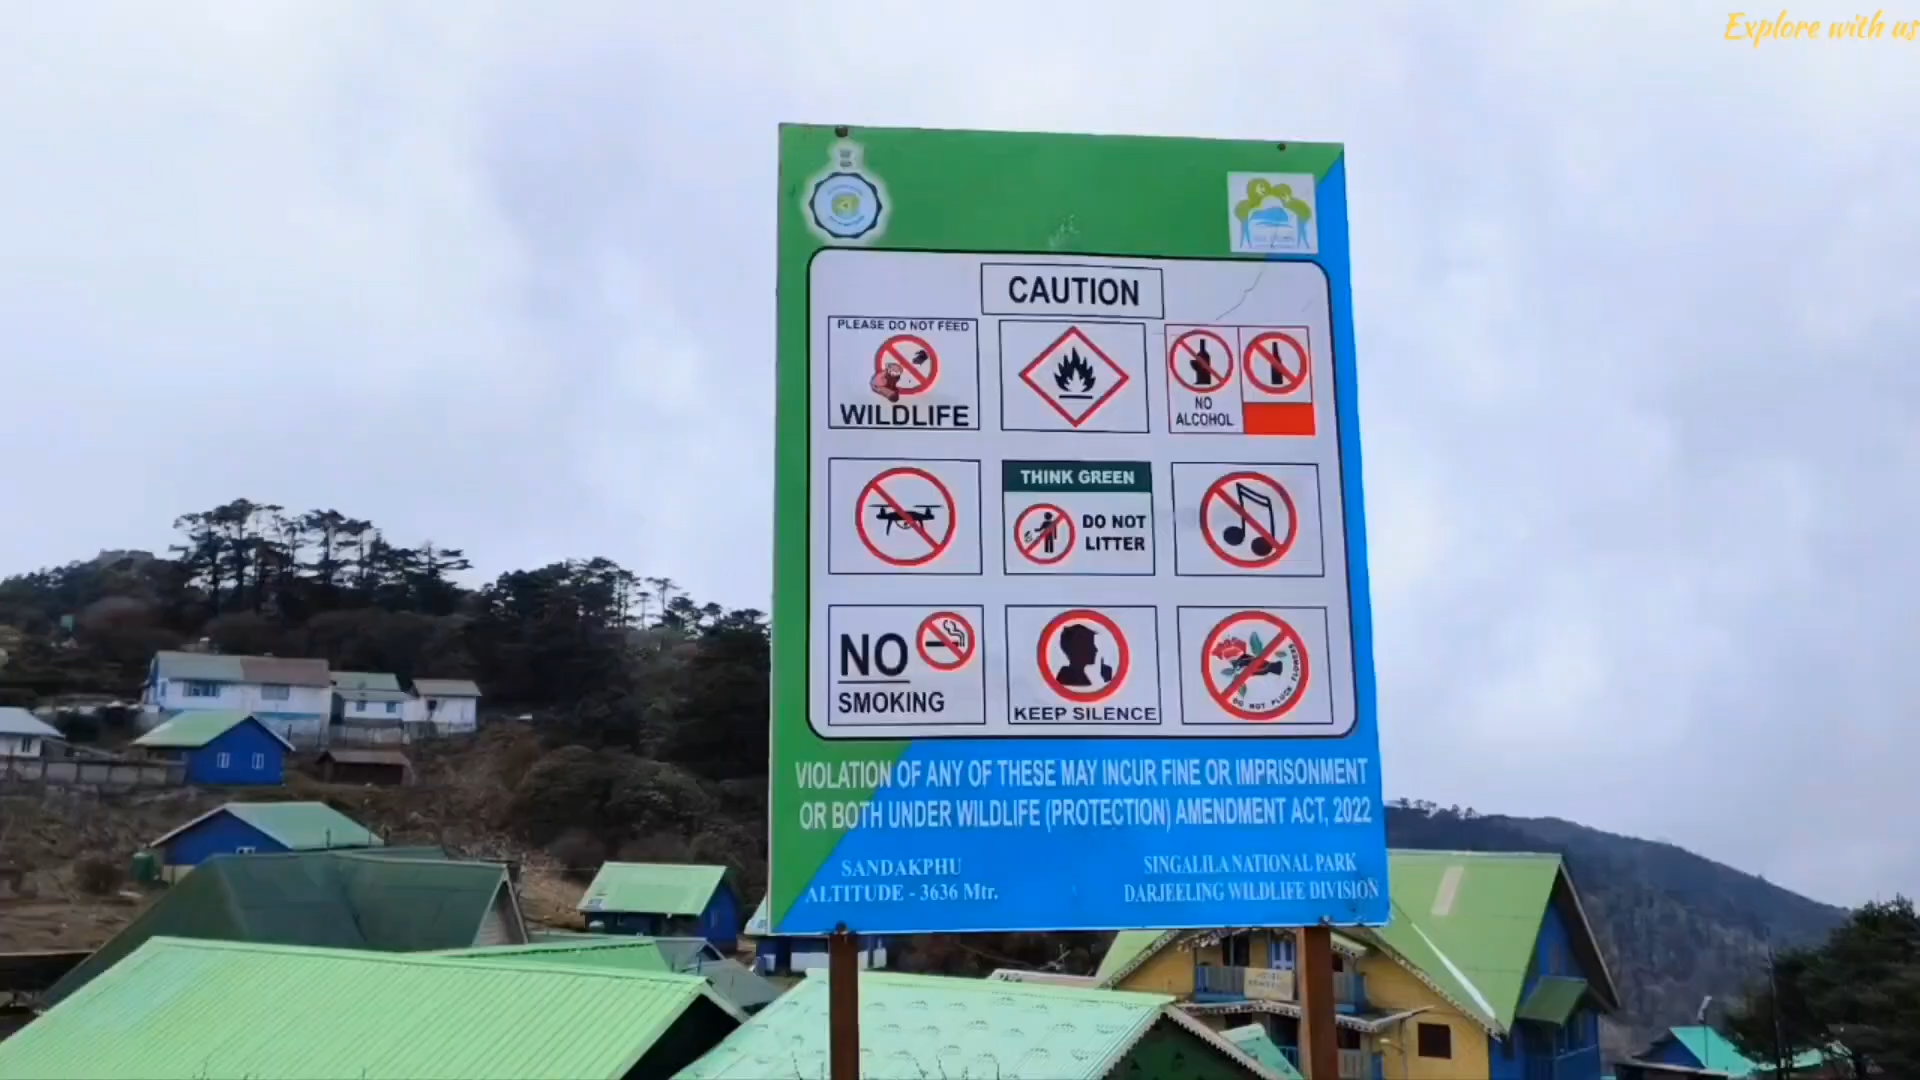 Explore with us
CAUTION
PLEASE DO NOT FEED
WILDLIFE
NO
ALCOHOL
THINK GREEN
DO NOT
LITTER
NO
SMOKING
KEEP SILENCE
DO NOT PLUCK FLOWERS
VIOLATION OF ANY OF THESE MAY INCUR FINE OR IMPRISONMENT
OR BOTH UNDER WILDLIFE (PROTECTION) AMENDMENT ACT, 2022
SANDAKPHU
ALTITUDE - 3636 Mtr.
SINGALILA NATIONAL PARK
DARJEELING WILDLIFE DIVISION
HOTEL